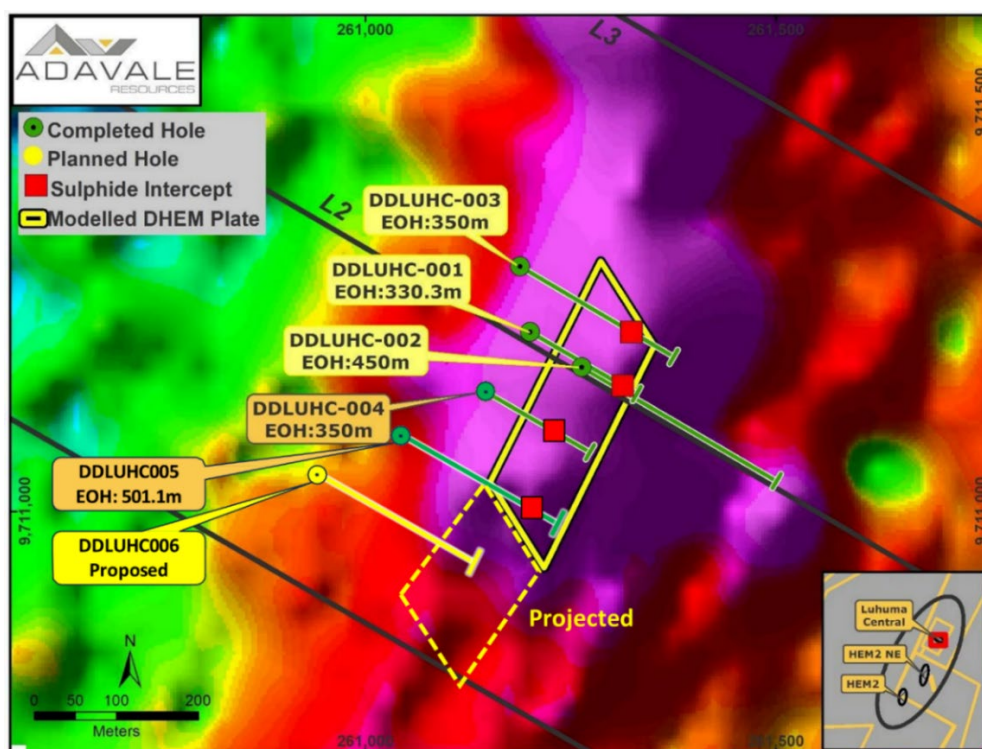 ADAVALE
RESOURCES
261,000
261,500
L3
9,711,500
Completed Hole
Planned Hole
Sulphide Intercept
Modelled DHEM Plate
L2
DDLUHC-003
EOH:350m
DDLUHC-001
EOH:330.3m
DDLUHC-002
EOH:450m
DDLUHC-004
EOH:350m
DDLUHC005
EOH: 501.1m
DDLUHC006
Proposed
9,711,000
9,711,000
Projected
N
0 50 100 200
Meters
Luhuma
Central
HEM2 NE
HEM2
261,000
261,500